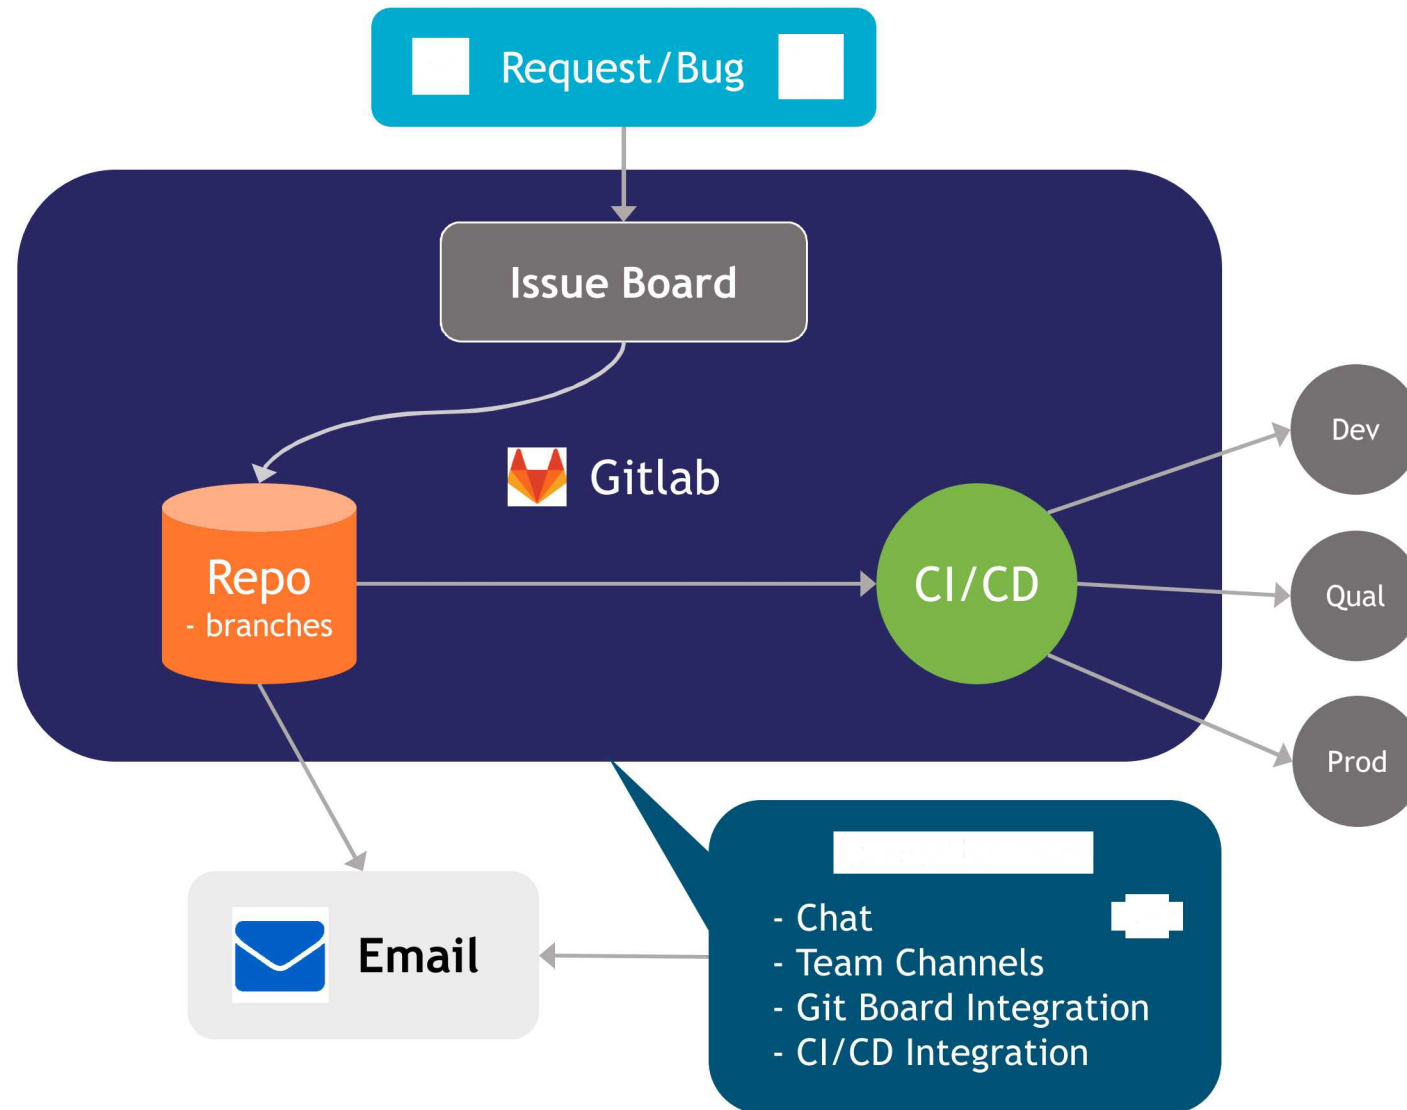 Request/Bug
Issue Board
Gitlab
Dev
Repo
- branches
CI/CD
Qual
Prod
Email
- Chat
- Team Channels
- Git Board Integration
- CI/CD Integration